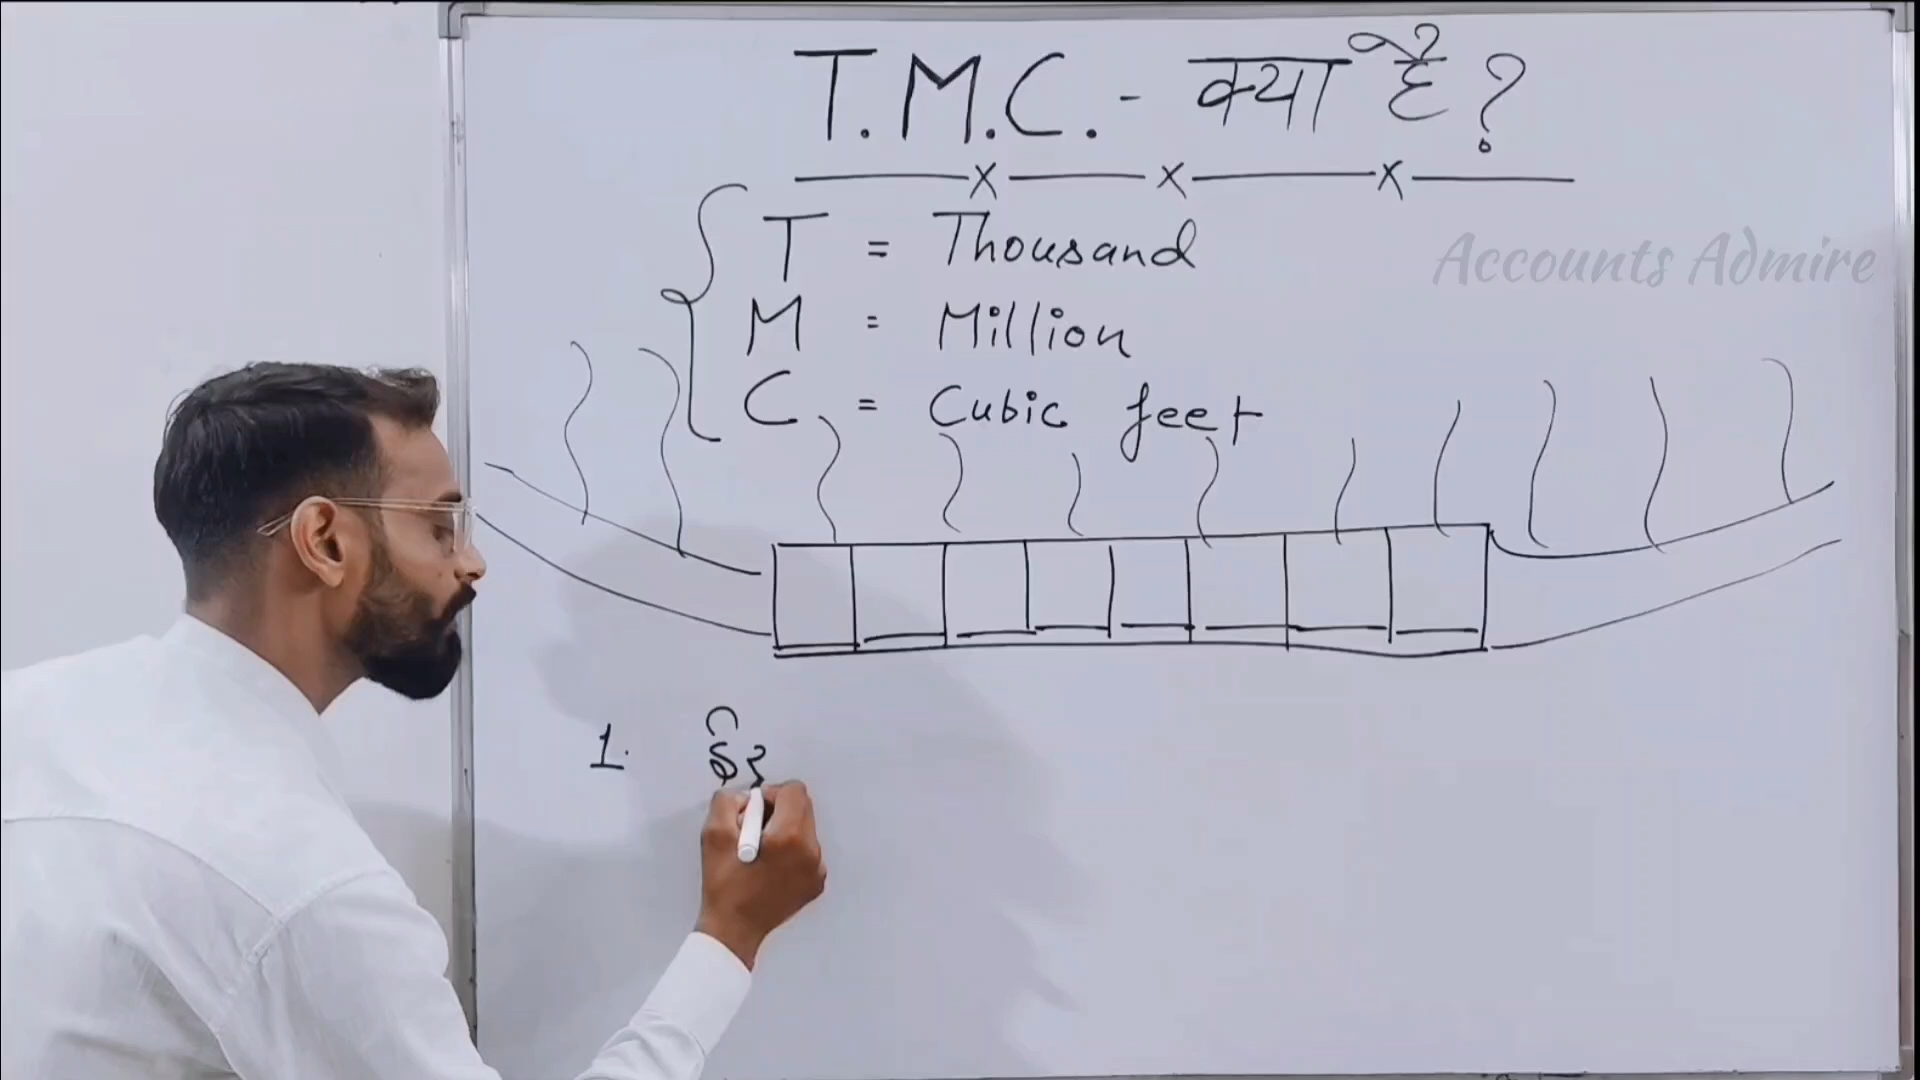 T.M.C. - क्या है ?
T = Thousand
Accounts Admire
M = Million
C = Cubic feet
1.